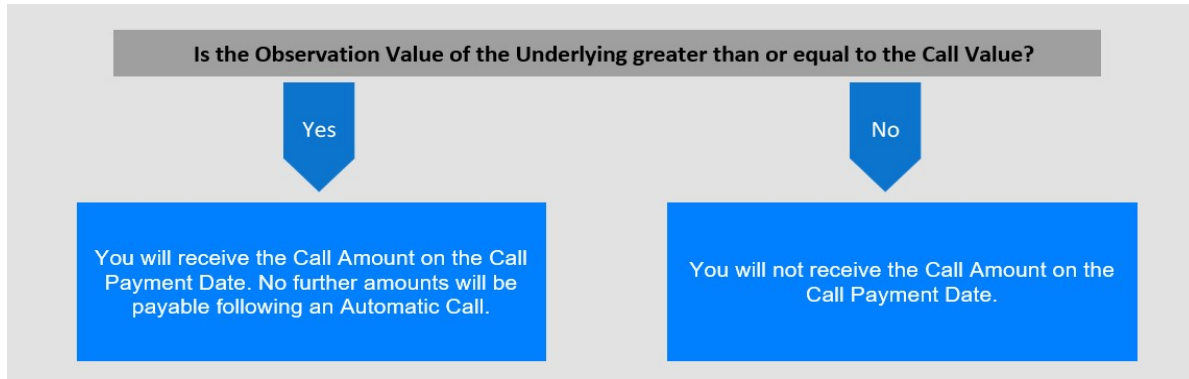 Is the Observation Value of the Underlying greater than or equal to the Call Value?
Yes
No
You will receive the Call Amount on the Call
Payment Date. No further amounts will be
payable following an Automatic Call.
You will not receive the Call Amount on the
Call Payment Date.